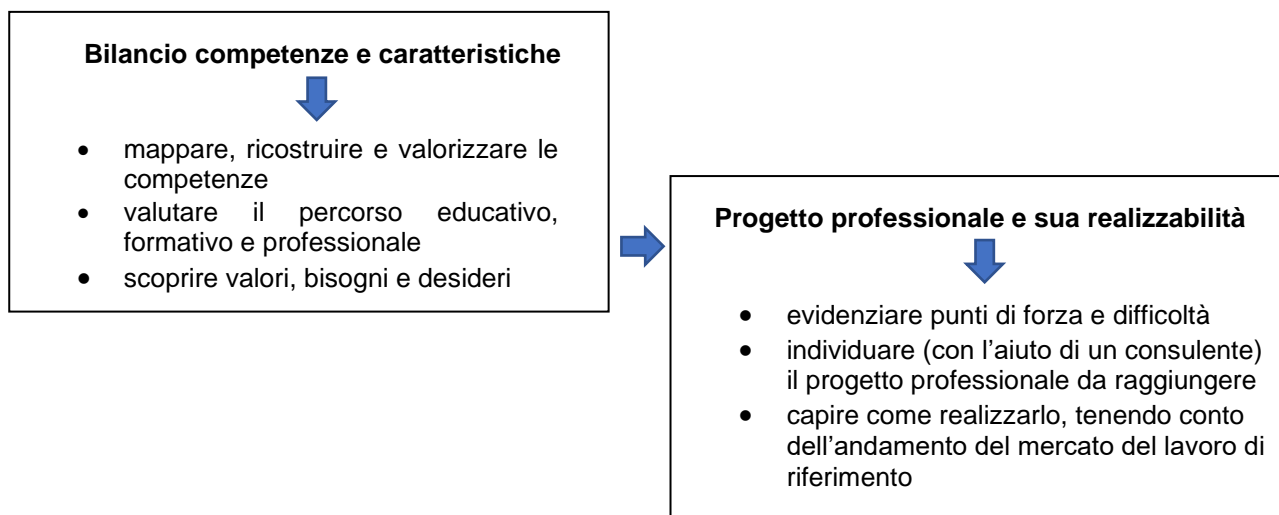 Bilancio competenze e caratteristiche
• mappare, ricostruire e valorizzare le
competenze
• valutare il percorso educativo,
formativo e professionale
• scoprire valori, bisogni e desideri
Progetto professionale e sua realizzabilità
• evidenziare punti di forza e difficoltà
• individuare (con l’aiuto di un consulente)
il progetto professionale da raggiungere
• capire come realizzarlo, tenendo conto
dell’andamento del mercato del lavoro di
riferimento